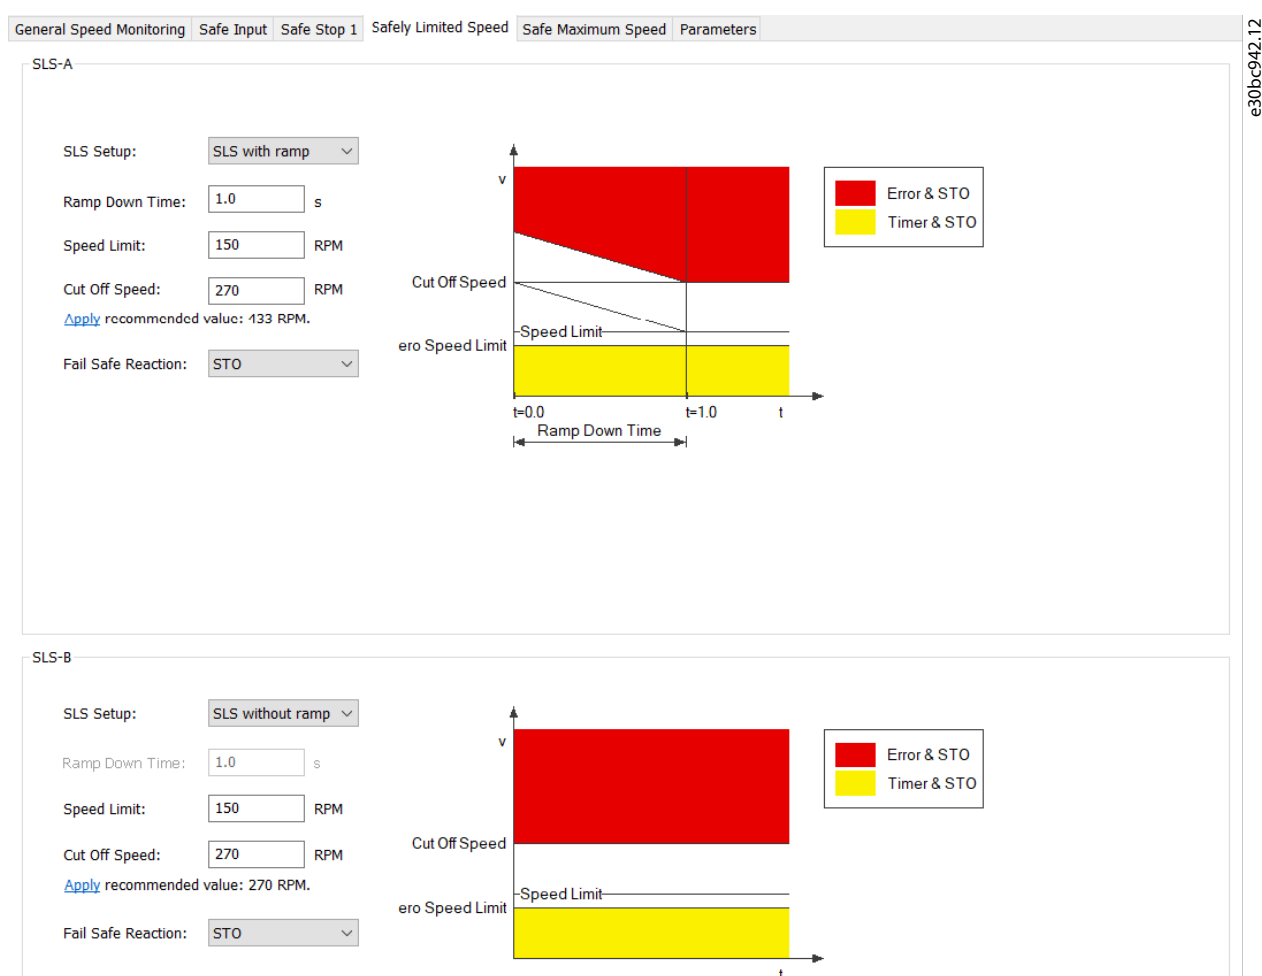 General Speed Monitoring Safe Input Safe Stop 1 Safely Limited Speed Safe Maximum Speed Parameters
e30bc942.12
SLS-A
SLS Setup: SLS with ramp
Ramp Down Time: 1.0 s
Speed Limit: 150 RPM
Cut Off Speed: 270 RPM
Apply recommended value: 433 RPM.
Fail Safe Reaction: STO
v
Cut Off Speed
Speed Limit
ero Speed Limit
t=0.0 t=1.0 t
Ramp Down Time
Error & STO
Timer & STO
SLS-B
SLS Setup: SLS without ramp
Ramp Down Time: 1.0 s
Speed Limit: 150 RPM
Cut Off Speed: 270 RPM
Apply recommended value: 270 RPM.
Fail Safe Reaction: STO
v
Cut Off Speed
Speed Limit
ero Speed Limit
t
Error & STO
Timer & STO